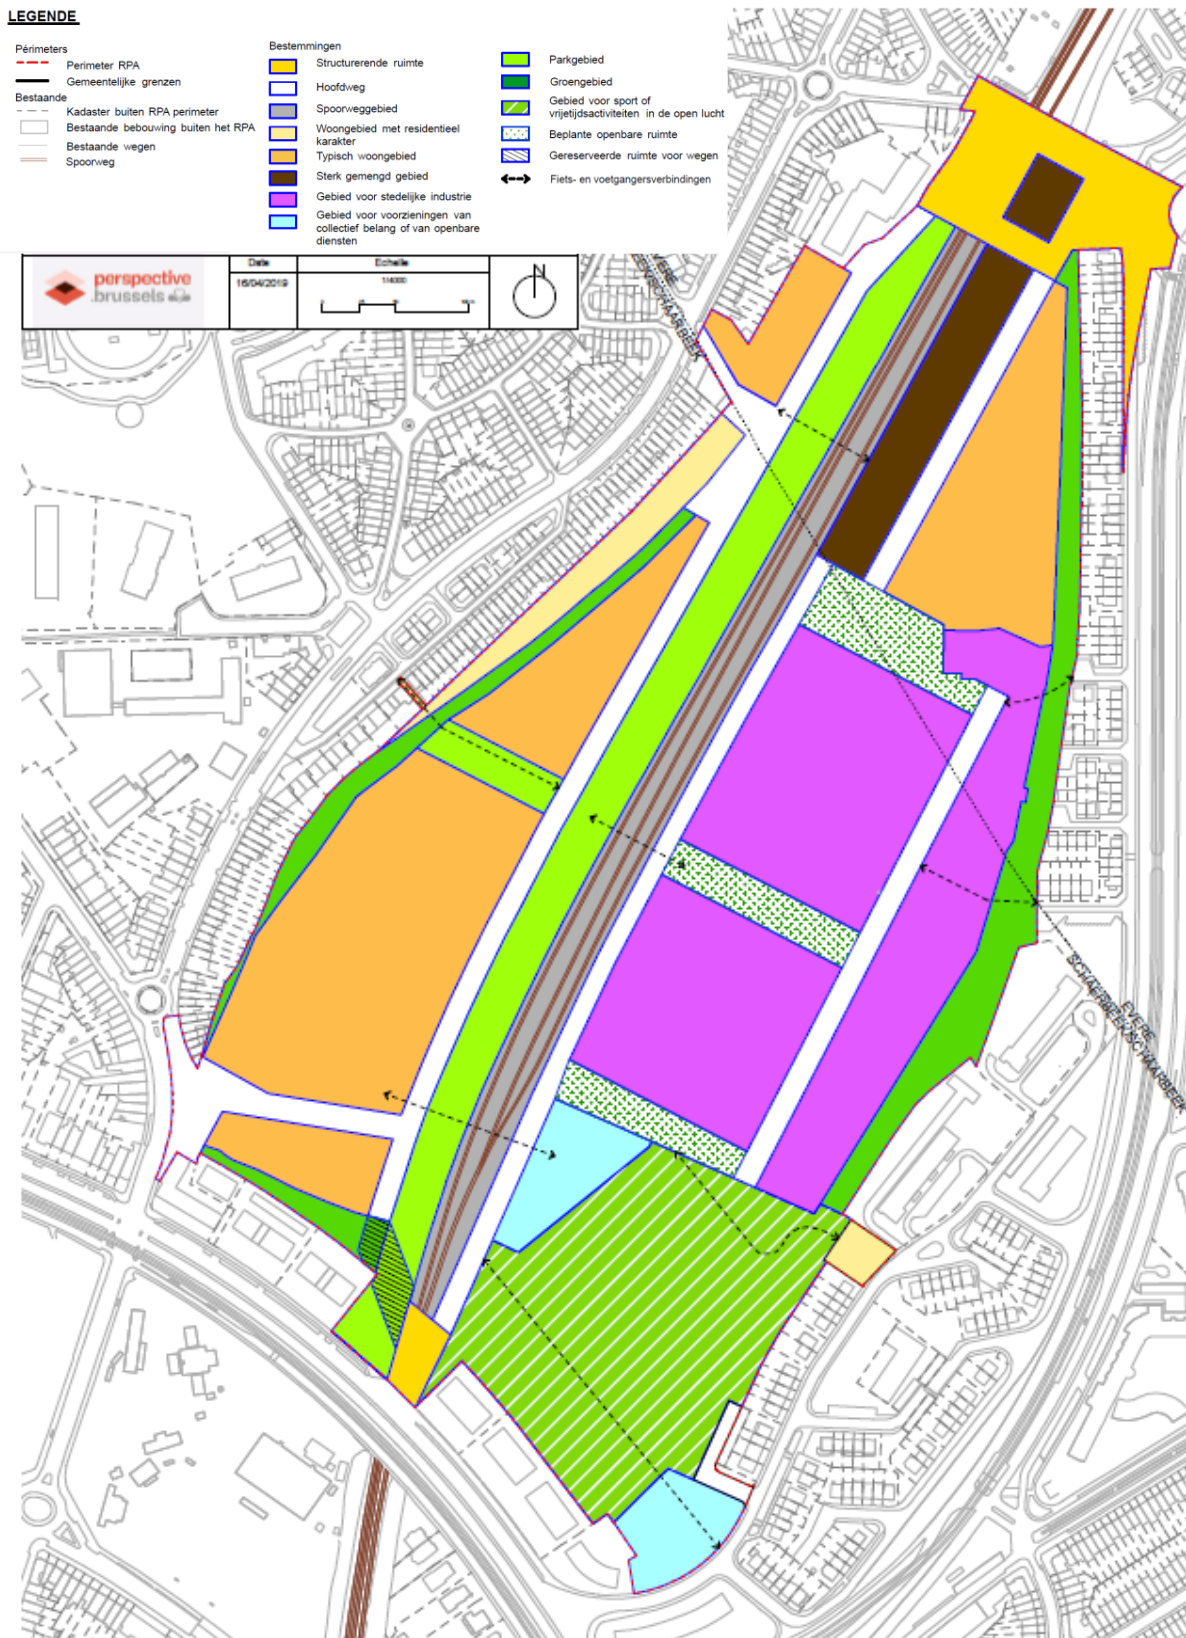 LEGENDE
Périmeters
Perimeter RPA
Gemeentelijke grenzen
Bestaande
Kadaster buiten RPA perimeter
Bestaande bebouwing buiten het RPA
Bestaande wegen
Spoorweg
Bestemmingen
Structurerende ruimte
Hoofdweg
Spoorweggebied
Woongebied met residentieel
karakter
Typisch woongebied
Sterk gemengd gebied
Gebied voor stedelijke industrie
Gebied voor voorzieningen van
collectief belang of van openbare
diensten
Parkgebied
Groengebied
Gebied voor sport of
vrijetijdsactiviteiten in de open lucht
Beplante openbare ruimte
Gereserveerde ruimte voor wegen
Fiets- en voetgangersverbindingen
perspective
.brussels
Date
16/04/2019
Echelle
1/4000
N
EVERE
EVERE
SCHAERBEEK/SCHAARBEEK